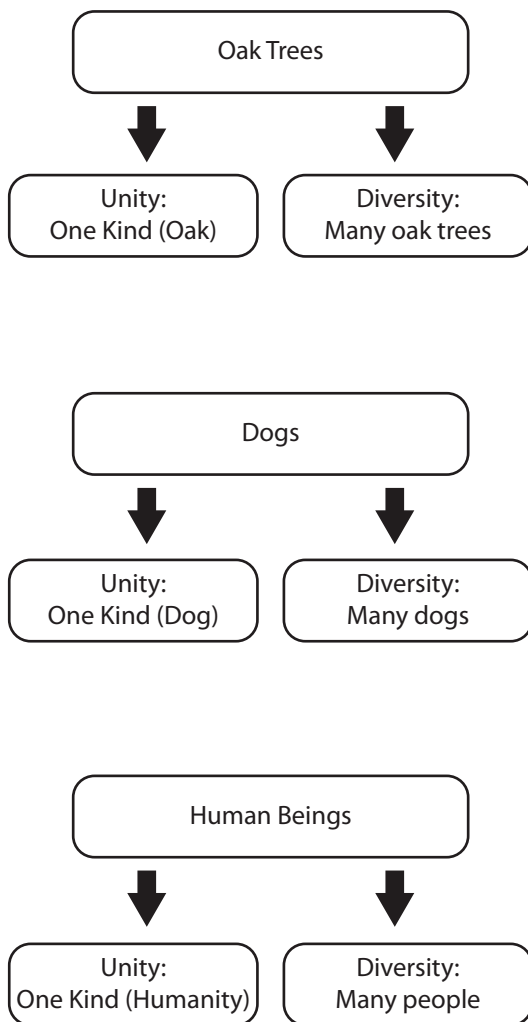 Oak Trees
Unity:
One Kind (Oak)
Diversity:
Many oak trees
Dogs
Unity:
One Kind (Dog)
Diversity:
Many dogs
Human Beings
Unity:
One Kind (Humanity)
Diversity:
Many people